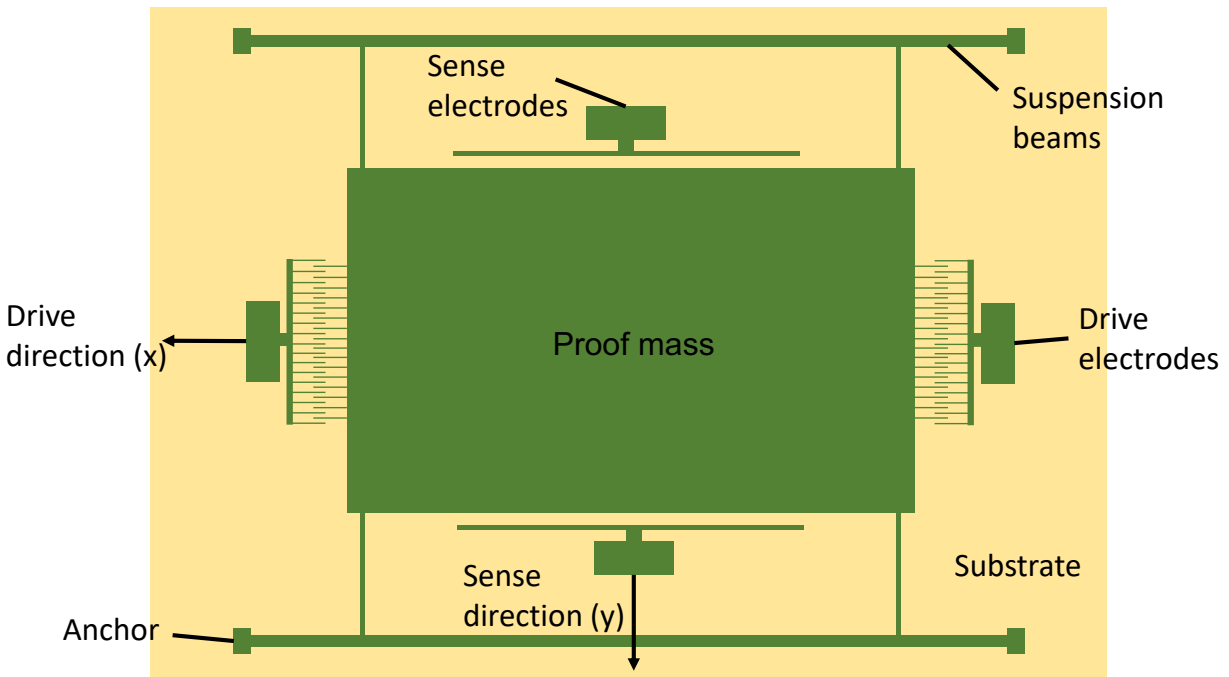 Sense
electrodes
Suspension
beams
Drive
direction (x)
Proof mass
Drive
electrodes
Sense
direction (y)
Substrate
Anchor